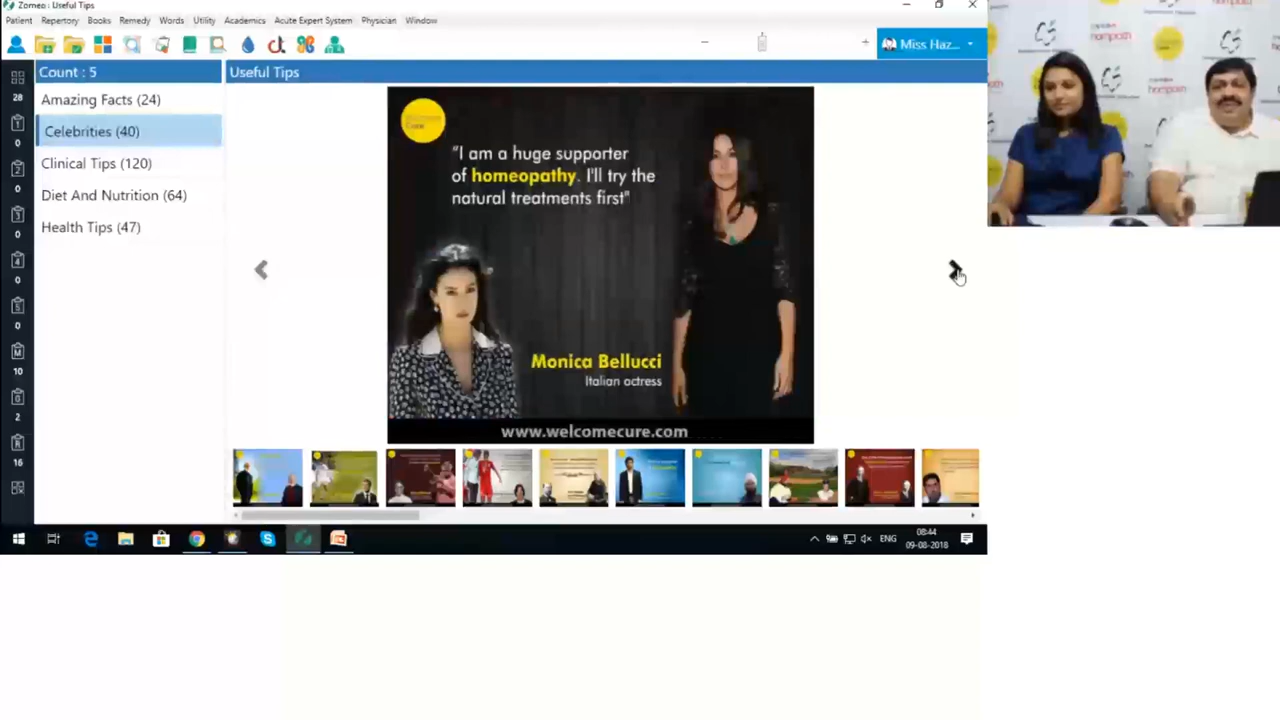 Zomeo : Useful Tips
Patient Repertory Books Remedy Words Utility Academics Acute Expert System Physician Window
Miss Haz...
28
0
0
0
0
0
10
2
16
Count : 5
Amazing Facts (24)
Celebrities (40)
Clinical Tips (120)
Diet And Nutrition (64)
Health Tips (47)
Useful Tips
Cure
"I am a huge supporter
of homeopathy. I'll try the
natural treatments first"
Monica Bellucci
Italian actress
www.welcomecure.com
ENG
08:44
09-08-2018
hompath
hompath